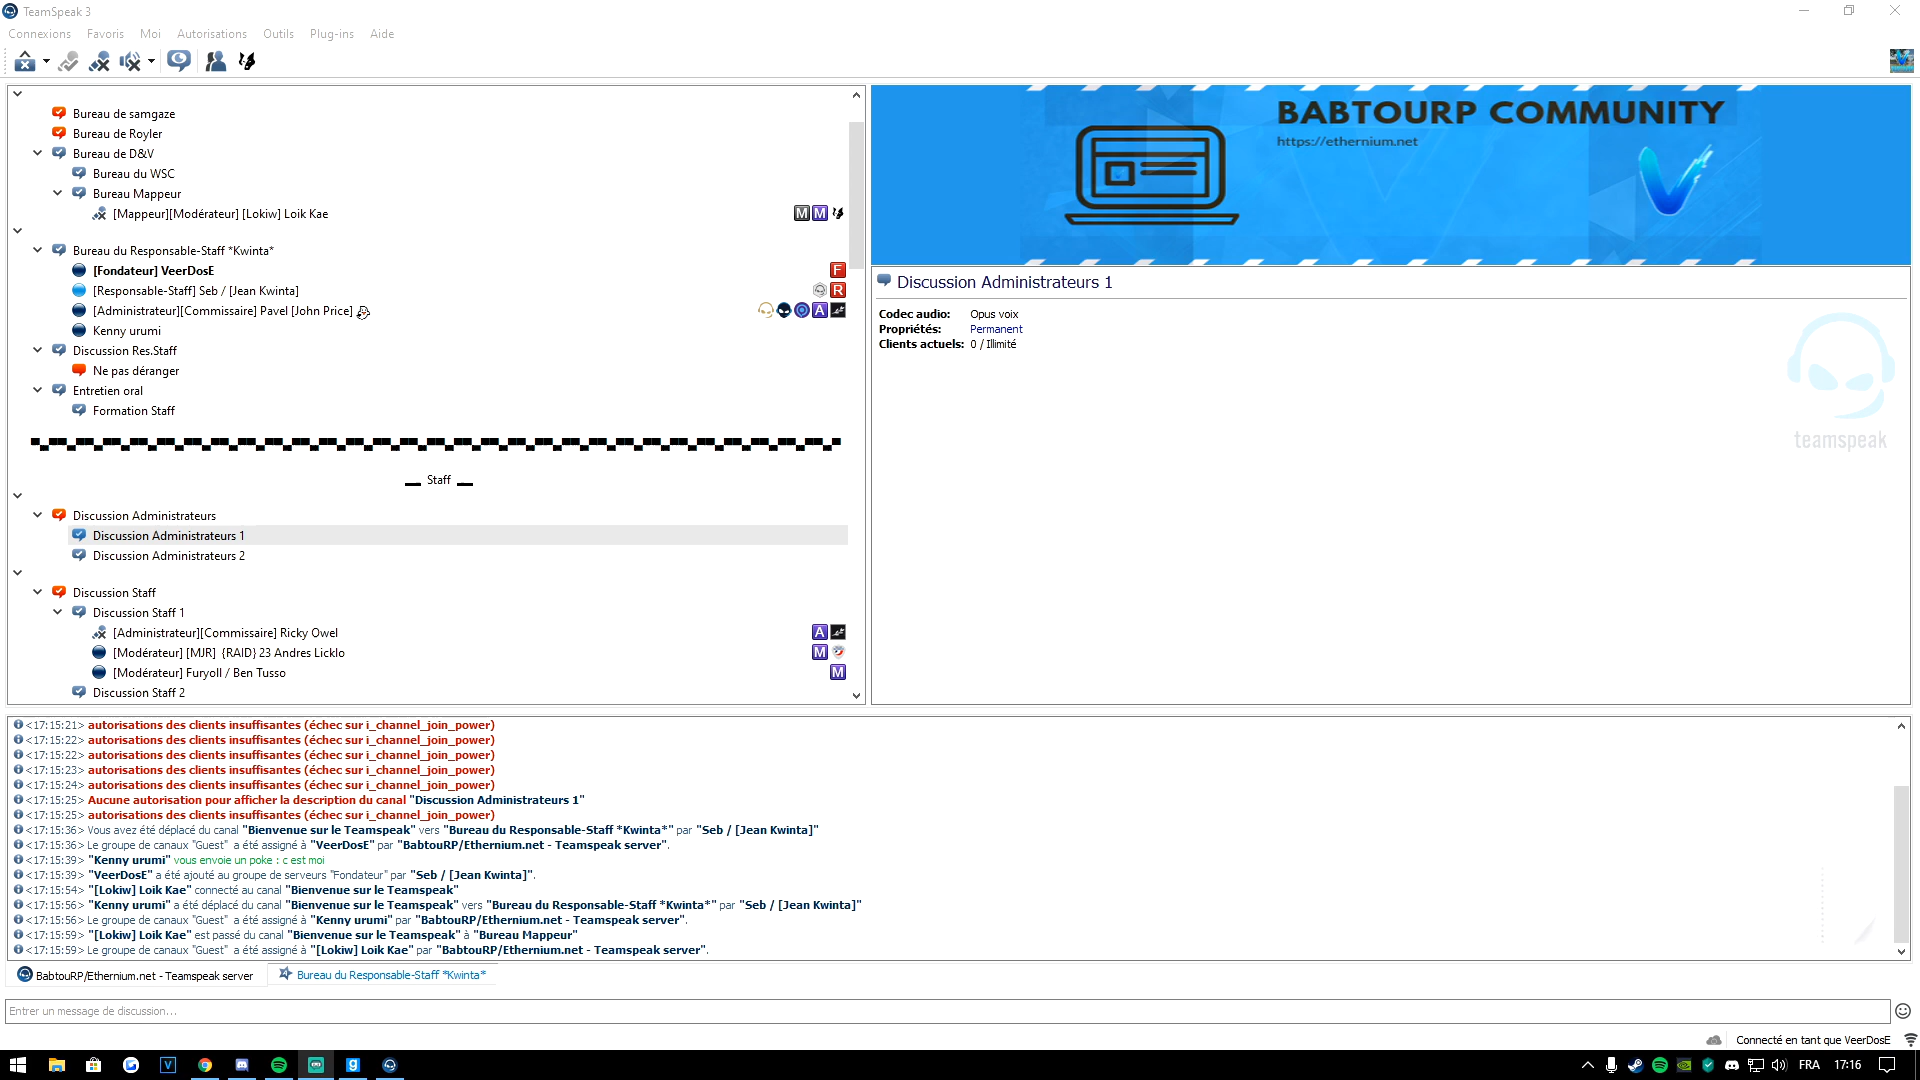 TeamSpeak 3
Connexions Favoris Moi Autorisations Outils Plug-ins Aide
Bureau de samgaze
Bureau de Royler
Bureau de D&V
Bureau du WSC
Bureau Mappeur
[Mappeur][Modérateur] [Lokiw] Loik Kae M M
Bureau du Responsable-Staff *Kwinta*
[Fondateur] VeerDosE F
[Responsable-Staff] Seb / [Jean Kwinta] R
[Administrateur][Commissaire] Pavel [John Price] A
Kenny urumi
Discussion Res.Staff
Ne pas déranger
Entretien oral
Formation Staff
Staff
Discussion Administrateurs
Discussion Administrateurs 1
Discussion Administrateurs 2
Discussion Staff
Discussion Staff 1
[Administrateur][Commissaire] Ricky Owel A
[Modérateur] [MJR] {RAID} 23 Andres Licklo M
[Modérateur] Furyoll / Ben Tusso M
Discussion Staff 2
BABTOURP COMMUNITY
https://ethernium.net
Discussion Administrateurs 1
Codec audio: Opus voix
Propriétés: Permanent
Clients actuels: 0 / Illimité
teamspeak
<17:15:21> autorisations des clients insuffisantes (échec sur i_channel_join_power)
<17:15:22> autorisations des clients insuffisantes (échec sur i_channel_join_power)
<17:15:22> autorisations des clients insuffisantes (échec sur i_channel_join_power)
<17:15:23> autorisations des clients insuffisantes (échec sur i_channel_join_power)
<17:15:24> autorisations des clients insuffisantes (échec sur i_channel_join_power)
<17:15:25> Aucune autorisation pour afficher la description du canal "Discussion Administrateurs 1"
<17:15:25> autorisations des clients insuffisantes (échec sur i_channel_join_power)
<17:15:36> Vous avez été déplacé du canal "Bienvenue sur le Teamspeak" vers "Bureau du Responsable-Staff *Kwinta*" par "Seb / [Jean Kwinta]"
<17:15:36> Le groupe de canaux "Guest" a été assigné à "VeerDosE" par "BabtouRP/Ethernium.net - Teamspeak server".
<17:15:39> "Kenny urumi" vous envoie un poke : c est moi
<17:15:39> "VeerDosE" a été ajouté au groupe de serveurs "Fondateur" par "Seb / [Jean Kwinta]".
<17:15:54> "[Lokiw] Loik Kae" connecté au canal "Bienvenue sur le Teamspeak"
<17:15:56> "Kenny urumi" a été déplacé du canal "Bienvenue sur le Teamspeak" vers "Bureau du Responsable-Staff *Kwinta*" par "Seb / [Jean Kwinta]"
<17:15:56> Le groupe de canaux "Guest" a été assigné à "Kenny urumi" par "BabtouRP/Ethernium.net - Teamspeak server".
<17:15:59> "[Lokiw] Loik Kae" est passé du canal "Bienvenue sur le Teamspeak" à "Bureau Mappeur"
<17:15:59> Le groupe de canaux "Guest" a été assigné à "[Lokiw] Loik Kae" par "BabtouRP/Ethernium.net - Teamspeak server".
BabtouRP/Ethernium.net - Teamspeak server Bureau du Responsable-Staff *Kwinta*
Entrer un message de discussion...
Connecté en tant que VeerDosE
FRA 17:16